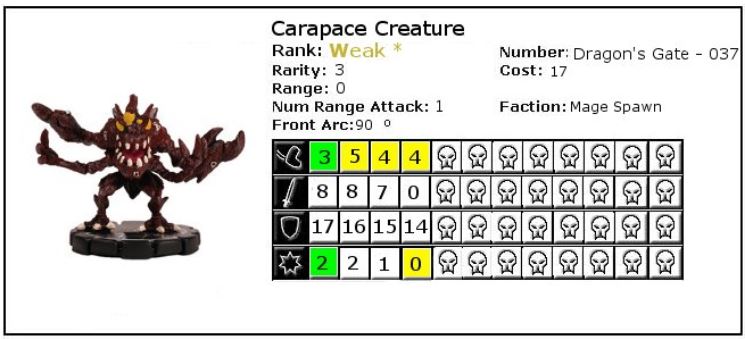 Carapace Creature
Rank: Weak *
Number: Dragon's Gate - 037
Rarity: 3
Cost: 17
Range: 0
Num Range Attack: 1
Faction: Mage Spawn
Front Arc:90 º
3 5 4 4
8 8 7 0
17 16 15 14
2 2 1 0